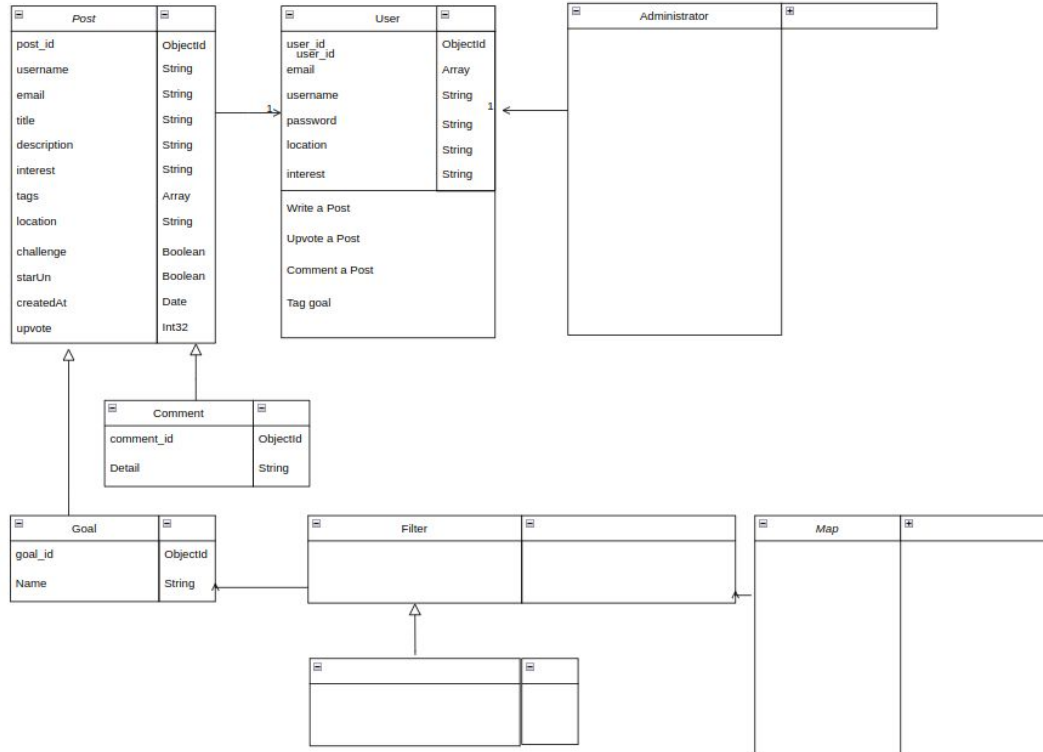 Post
post_id ObjectId
username String
email String
title String
description String
interest String
tags Array
location String
challenge Boolean
starUn Boolean
createdAt Date
upvote Int32
1
User
user_id ObjectId
user_id
email Array
username String
1
password String
location String
interest String
Write a Post
Upvote a Post
Comment a Post
Tag goal
Administrator
Comment
comment_id ObjectId
Detail String
Goal
goal_id ObjectId
Name String
Filter
Map